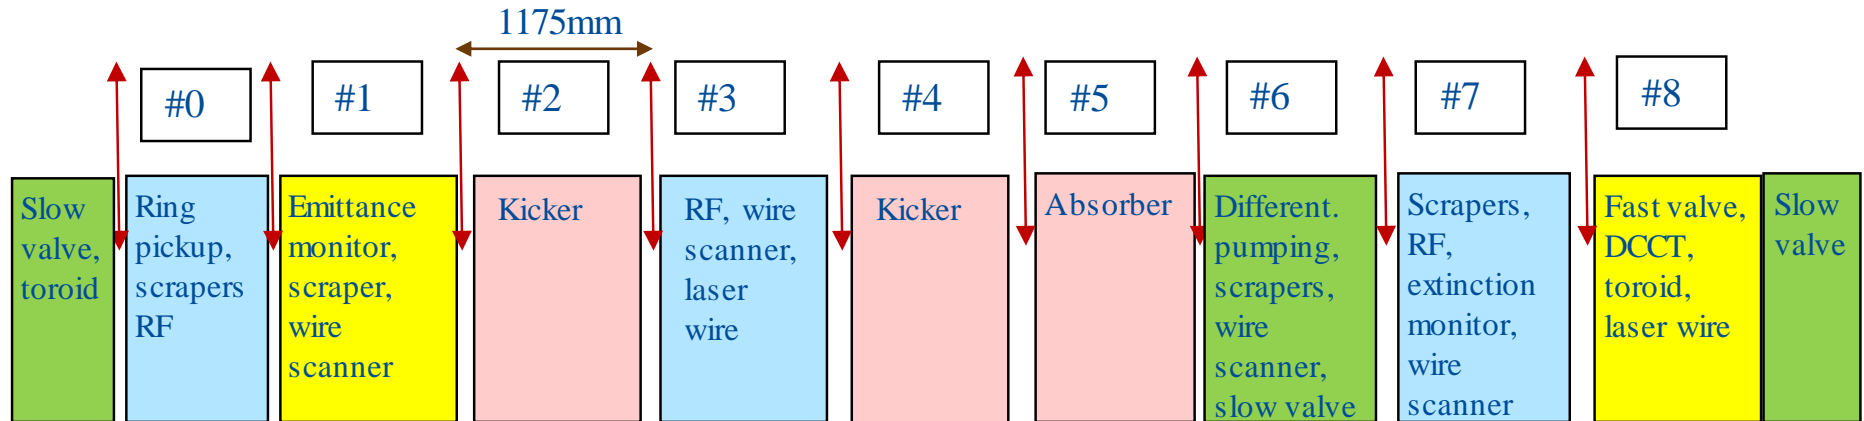 1175mm
#0
#1
#2
#3
#4
#5
#6
#7
#8
Slow
valve,
toroid
Ring
pickup,
scrapers
RF
Emittance
monitor,
scraper,
wire
scanner
Kicker
RF, wire
scanner,
laser
wire
Kicker
Absorber
Different.
pumping,
scrapers,
wire
scanner,
slow valve
Scrapers,
RF,
extinction
monitor,
wire
scanner
Fast valve,
DCCT,
toroid,
laser wire
Slow
valve